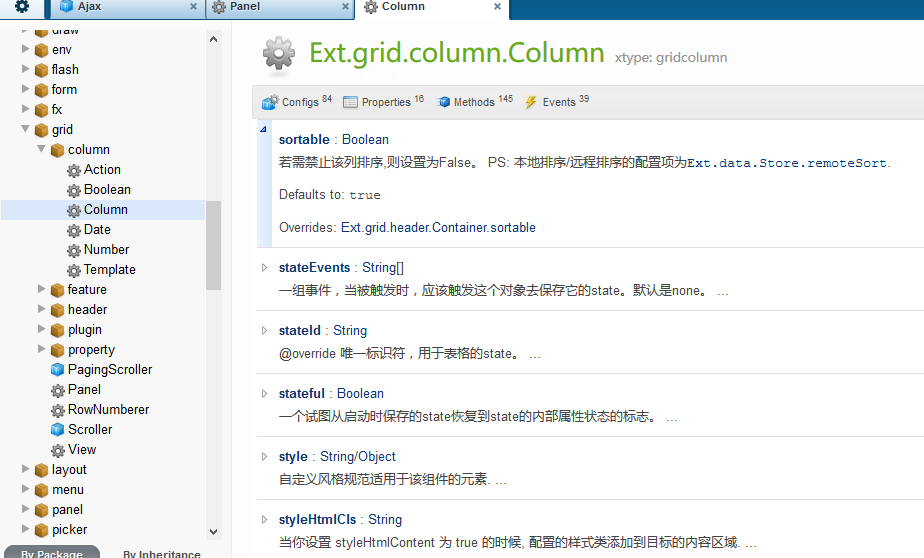 Ajax
Panel
Column
draw
env
flash
form
fx
grid
column
Action
Boolean
Column
Date
Number
Template
feature
header
plugin
property
PagingScroller
Panel
RowNumberer
Scroller
View
layout
menu
panel
picker
By Package By Inheritance
Ext.grid.column.Column xtype: gridcolumn
Configs 84 Properties 16 Methods 145 Events 39
sortable : Boolean
若需禁止该列排序,则设置为False。 PS: 本地排序/远程排序的配置项为Ext.data.Store.remoteSort.
Defaults to: true
Overrides: Ext.grid.header.Container.sortable
stateEvents : String[]
一组事件，当被触发时，应该触发这个对象去保存它的state。默认是none。 ...
stateId : String
@override 唯一标识符，用于表格的state。 ...
stateful : Boolean
一个试图从启动时保存的state恢复到state的内部属性状态的标志。 ...
style : String/Object
自定义风格规范适用于该组件的元素. ...
styleHtmlCls : String
当你设置 styleHtmlContent 为 true 的时候, 配置的样式类添加到目标的内容区域. ...